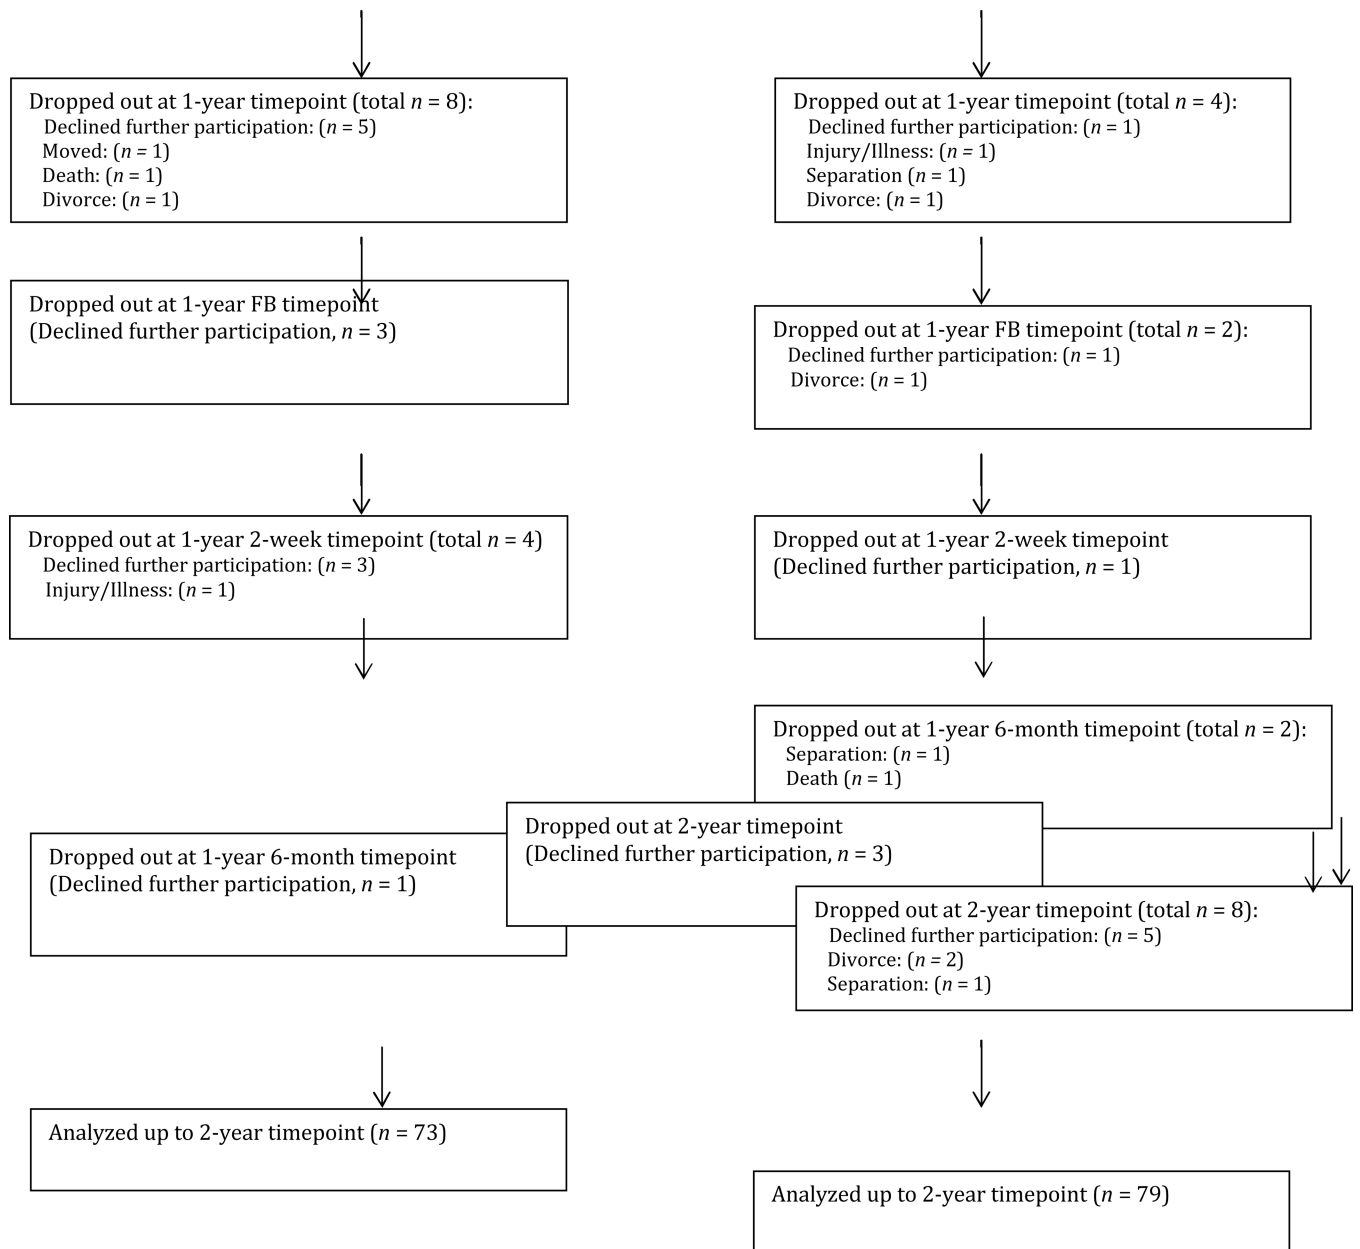 Dropped out at 1-year timepoint (total n = 8):
Declined further participation: (n = 5)
Moved: (n = 1)
Death: (n = 1)
Divorce: (n = 1)
Dropped out at 1-year timepoint (total n = 4):
Declined further participation: (n = 1)
Injury/Illness: (n = 1)
Separation (n = 1)
Divorce: (n = 1)
Dropped out at 1-year FB timepoint
(Declined further participation, n = 3)
Dropped out at 1-year FB timepoint (total n = 2):
Declined further participation: (n = 1)
Divorce: (n = 1)
Dropped out at 1-year 2-week timepoint (total n = 4)
Declined further participation: (n = 3)
Injury/Illness: (n = 1)
Dropped out at 1-year 2-week timepoint
(Declined further participation, n = 1)
Dropped out at 1-year 6-month timepoint (total n = 2):
Separation: (n = 1)
Death (n = 1)
Dropped out at 1-year 6-month timepoint
(Declined further participation, n = 1)
Dropped out at 2-year timepoint
(Declined further participation, n = 3)
Dropped out at 2-year timepoint (total n = 8):
Declined further participation: (n = 5)
Divorce: (n = 2)
Separation: (n = 1)
Analyzed up to 2-year timepoint (n = 73)
Analyzed up to 2-year timepoint (n = 79)